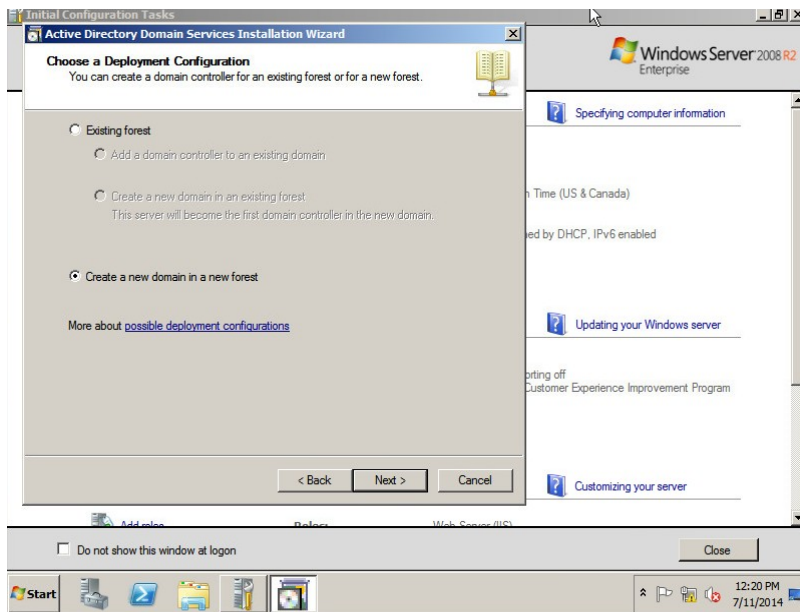 Initial Configuration Tasks
Active Directory Domain Services Installation Wizard
Choose a Deployment Configuration
You can create a domain controller for an existing forest or for a new forest.
Existing forest
Add a domain controller to an existing domain
Create a new domain in an existing forest
This server will become the first domain controller in the new domain.
Create a new domain in a new forest
More about possible deployment configurations
< Back
Next >
Cancel
Windows Server 2008 R2
Enterprise
Specifying computer information
Time (US & Canada)
by DHCP, IPv6 enabled
Updating your Windows server
off
Customer Experience Improvement Program
Customizing your server
Add roles
Roles:
Web Server (IIS)
Do not show this window at logon
Close
Start
12:20 PM
7/11/2014